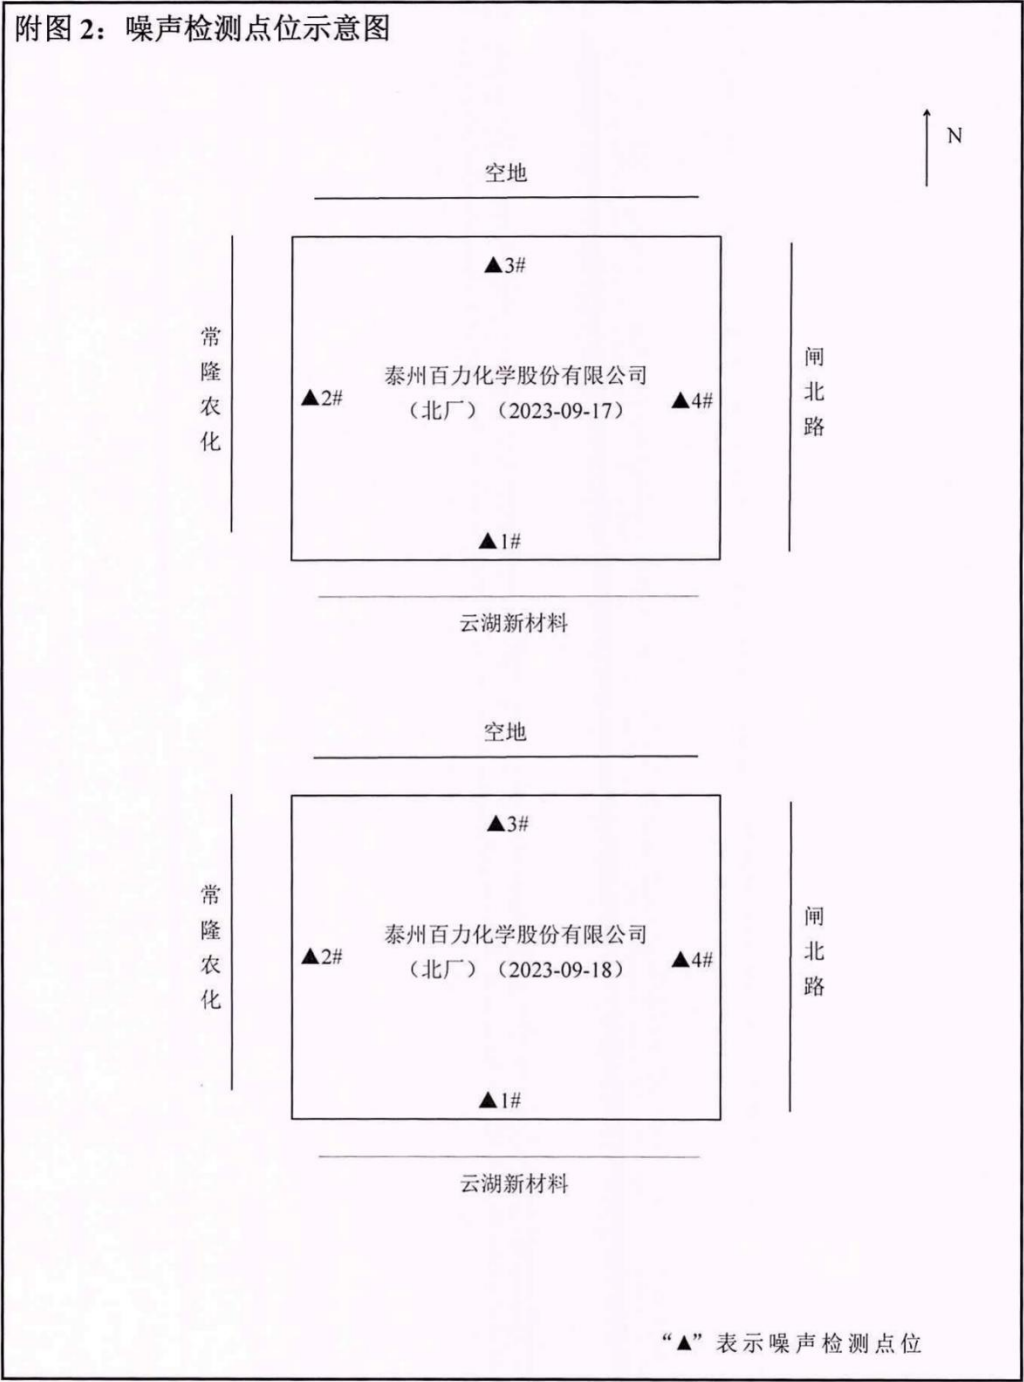 附图 2：噪声检测点位示意图
N
空地
▲3#
常隆农化
▲2#
泰州百力化学股份有限公司
（北厂）（2023-09-17）
▲4#
闸北路
▲1#
云湖新材料
空地
▲3#
常隆农化
▲2#
泰州百力化学股份有限公司
（北厂）（2023-09-18）
▲4#
闸北路
▲1#
云湖新材料
“▲”表示噪声检测点位